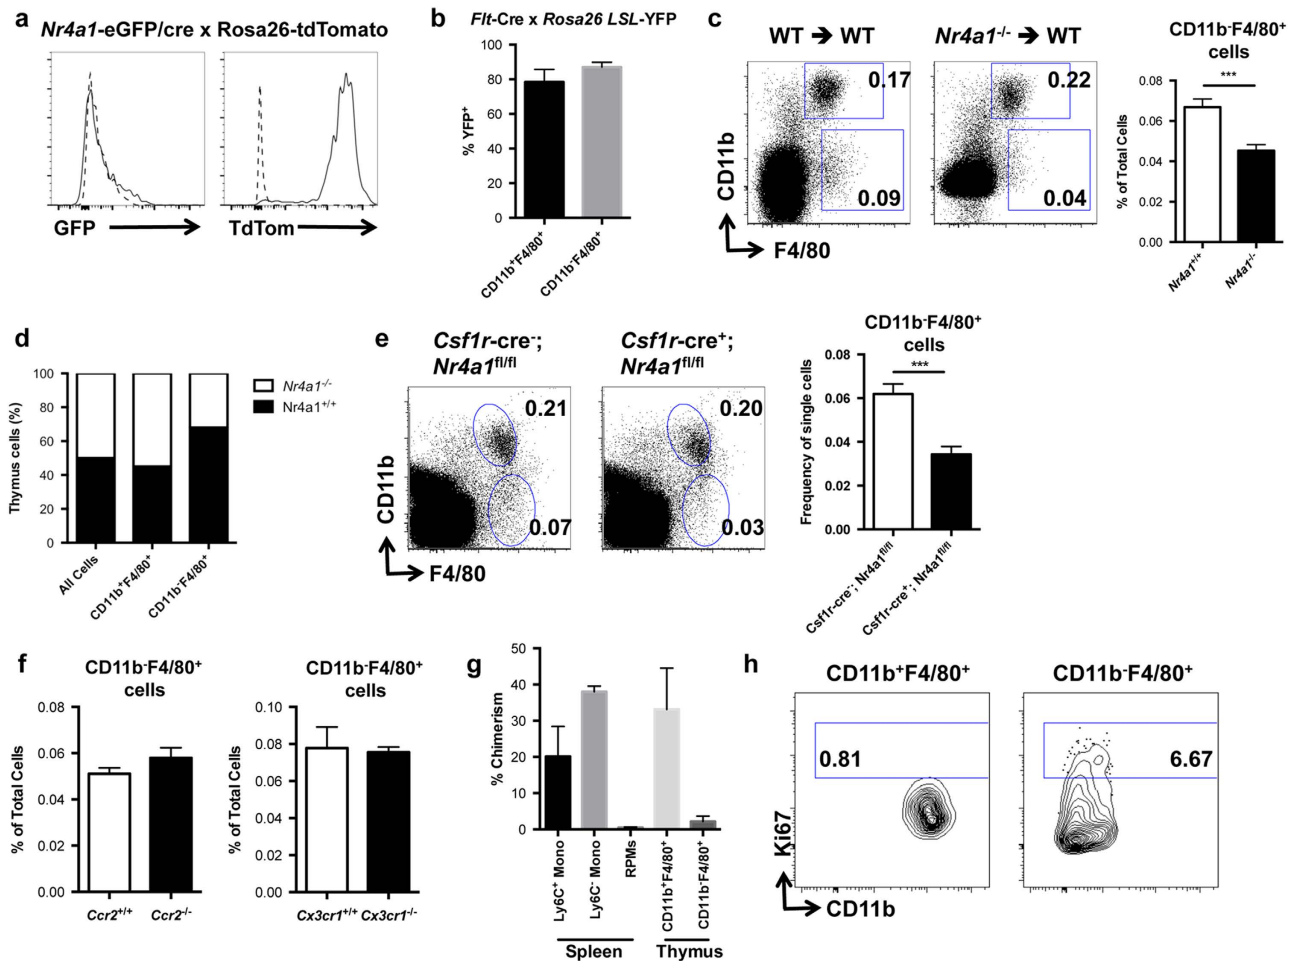 a
Nr4a1-eGFP/cre x Rosa26-tdTomato
GFP
TdTom
b
Flt-Cre x Rosa26 LSL-YFP
% YFP⁺
100
80
60
40
20
0
CD11b⁺F4/80⁺
CD11b⁻F4/80⁺
c
WT → WT
Nr4a1⁻/⁻ → WT
0.17
0.09
0.22
0.04
CD11b
F4/80
CD11b⁻F4/80⁺
cells
***
% of Total Cells
0.08
0.06
0.04
0.02
0.00
Nr4a1⁺/⁺
Nr4a1⁻/⁻
d
Thymus cells (%)
100
80
60
40
20
0
All Cells
CD11b⁺F4/80⁺
CD11b⁻F4/80⁺
Nr4a1⁻/⁻
Nr4a1⁺/⁺
e
Csf1r-cre⁻;
Nr4a1fl/fl
Csf1r-cre⁺;
Nr4a1fl/fl
0.21
0.07
0.20
0.03
CD11b
F4/80
CD11b⁻F4/80⁺
cells
***
Frequency of single cells
0.08
0.06
0.04
0.02
0.00
Csf1r-cre⁻; Nr4a1fl/fl
Csf1r-cre⁺; Nr4a1fl/fl
f
CD11b⁻F4/80⁺
cells
% of Total Cells
0.08
0.06
0.04
0.02
0.00
Ccr2⁺/⁺
Ccr2⁻/⁻
CD11b⁻F4/80⁺
cells
% of Total Cells
0.10
0.08
0.06
0.04
0.02
0.00
Cx3cr1⁺/⁺
Cx3cr1⁻/⁻
g
% Chimerism
50
40
30
20
10
0
Ly6C⁺ Mono
Ly6C⁻ Mono
RPMs
CD11b⁺F4/80⁺
CD11b⁻F4/80⁺
Spleen
Thymus
h
CD11b⁺F4/80⁺
CD11b⁻F4/80⁺
0.81
6.67
Ki67
CD11b